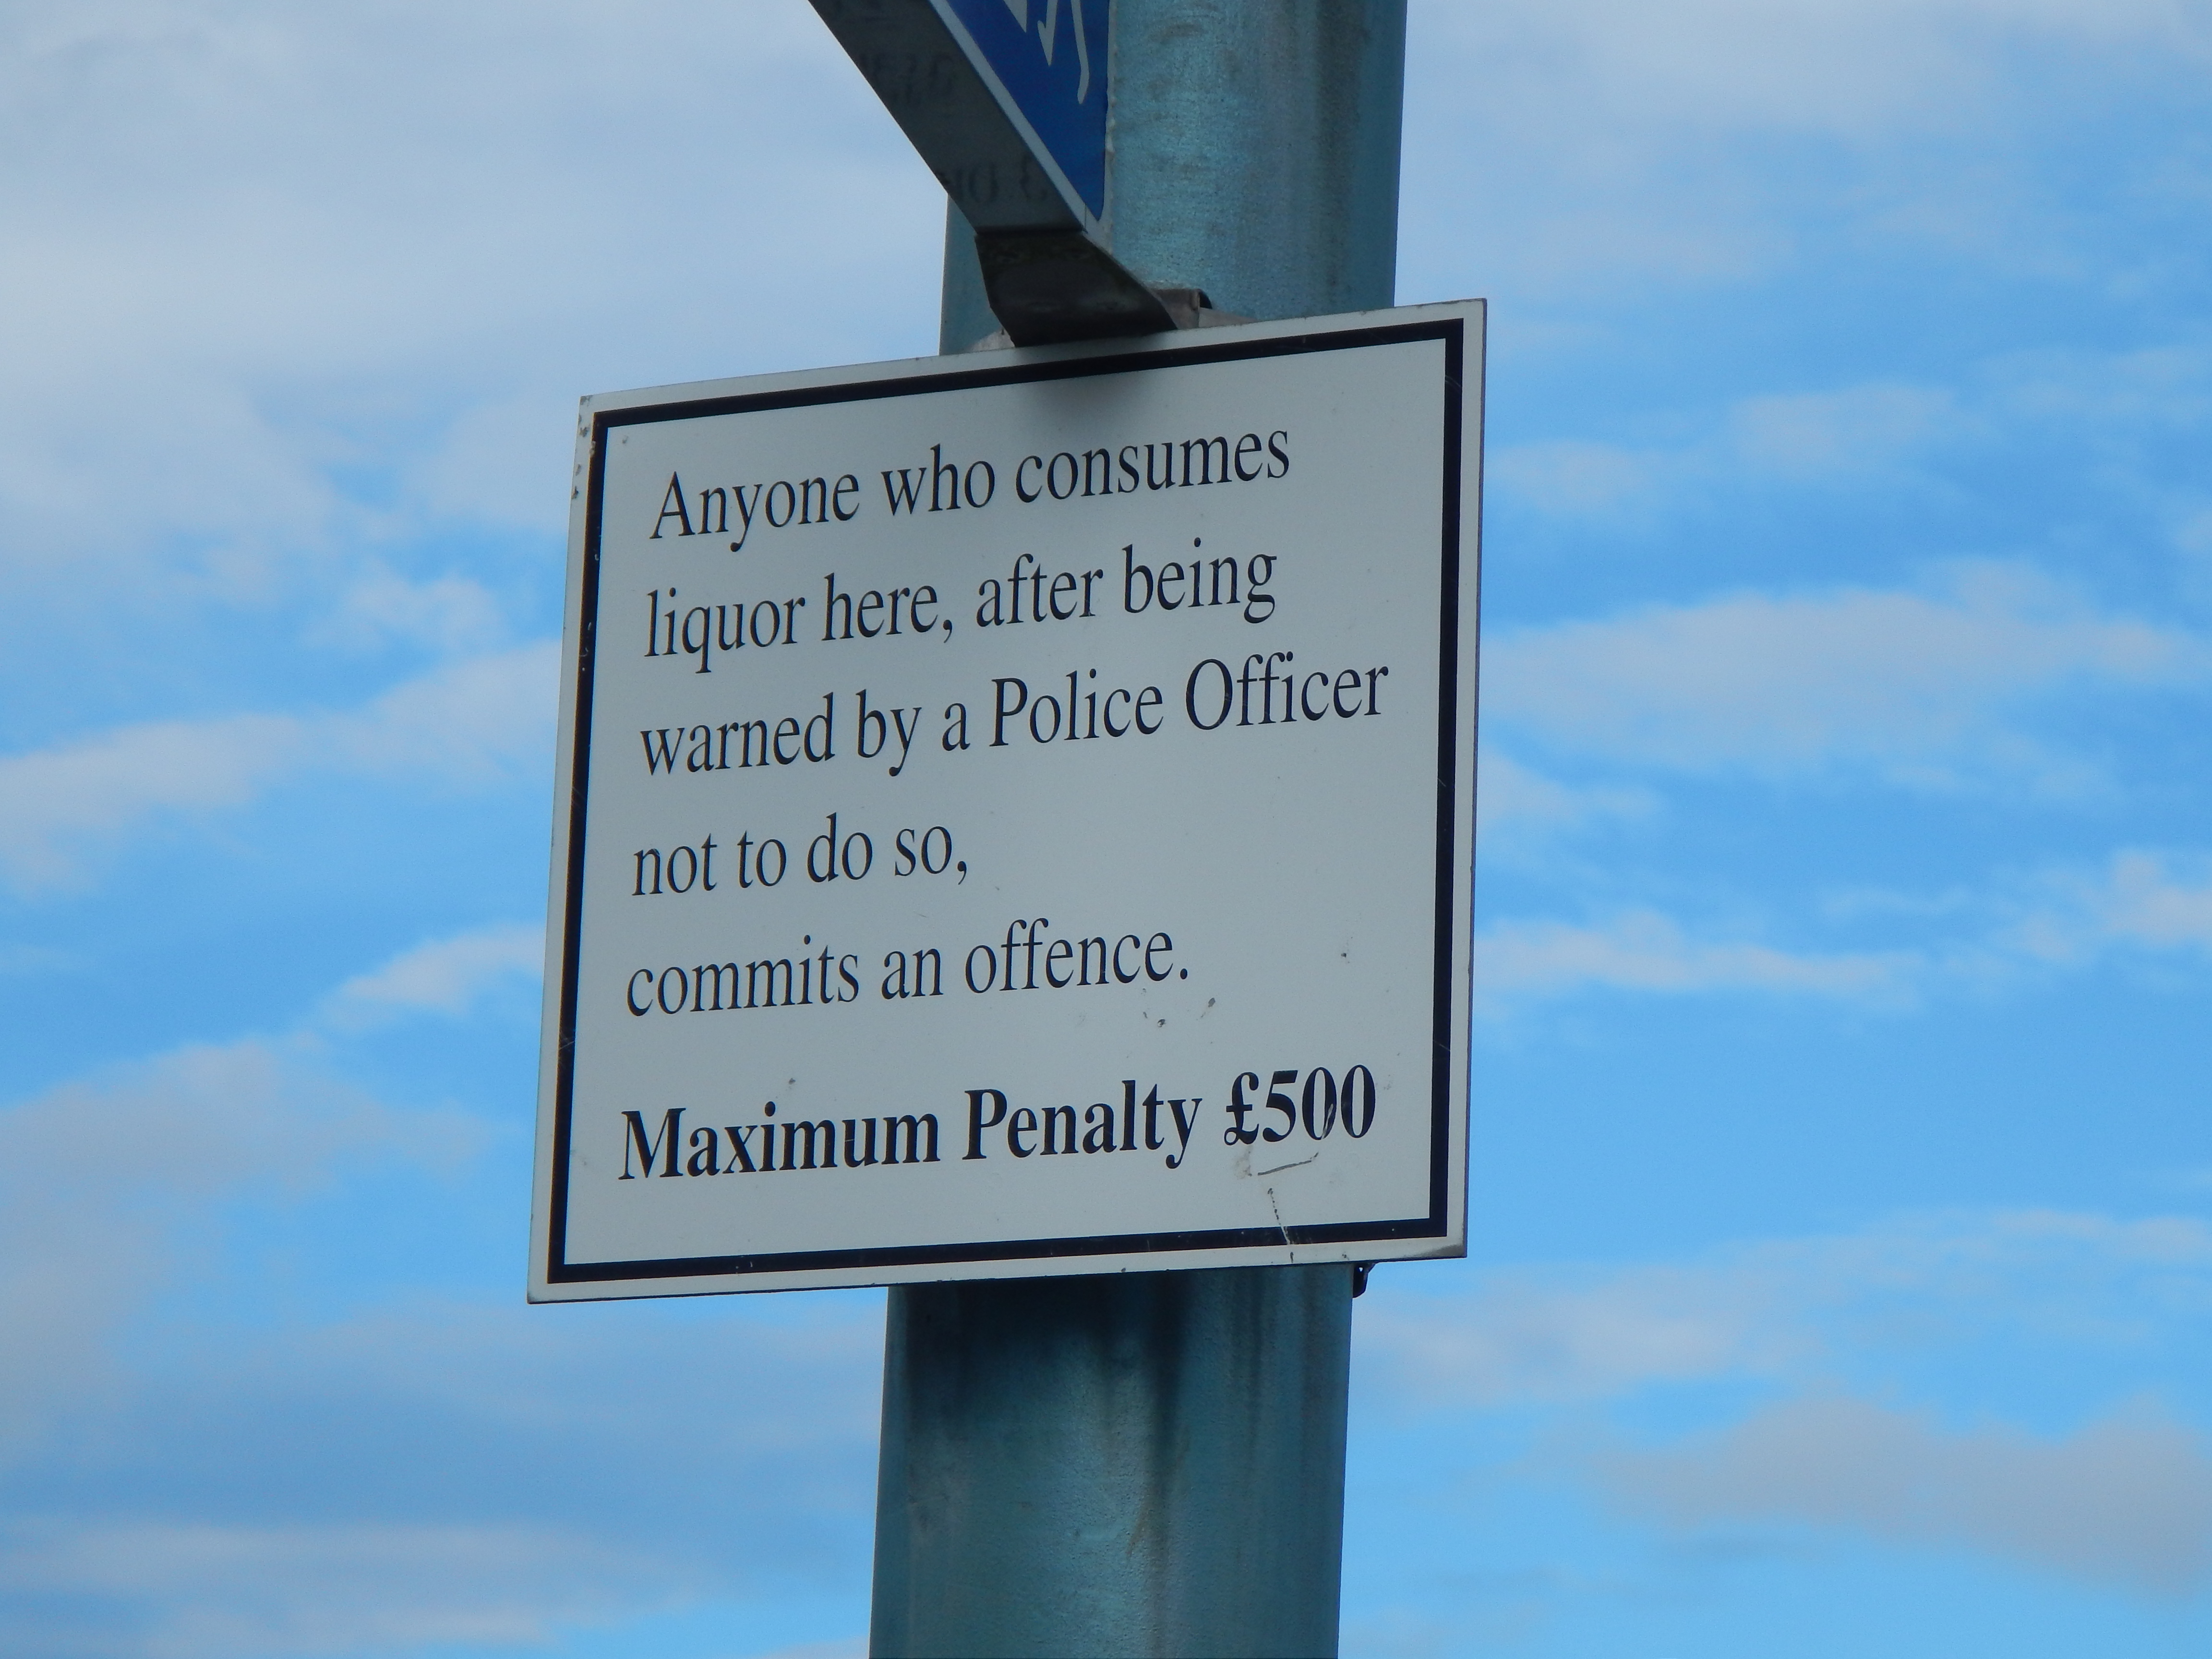 Anyone who consumes
liquor here, after being
warned by a Police Officer
not to do so,
commits an offence.
Maximum Penalty £500